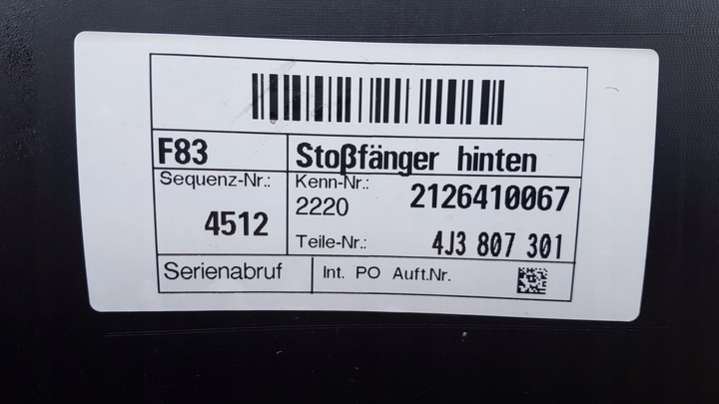 F83 Stoßfänger hinten
Sequenz-Nr.: Kenn-Nr.:
4512 2220 2126410067
Teile-Nr.: 4J3 807 301
Serienabruf Int. PO Auft.Nr.